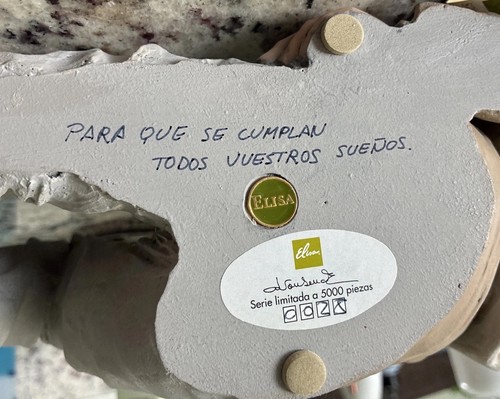 PARA QUE SE CUMPLAN
TODOS VUESTROS SUEÑOS.
ELISA
Elisa
Serie limitada a 5000 piezas